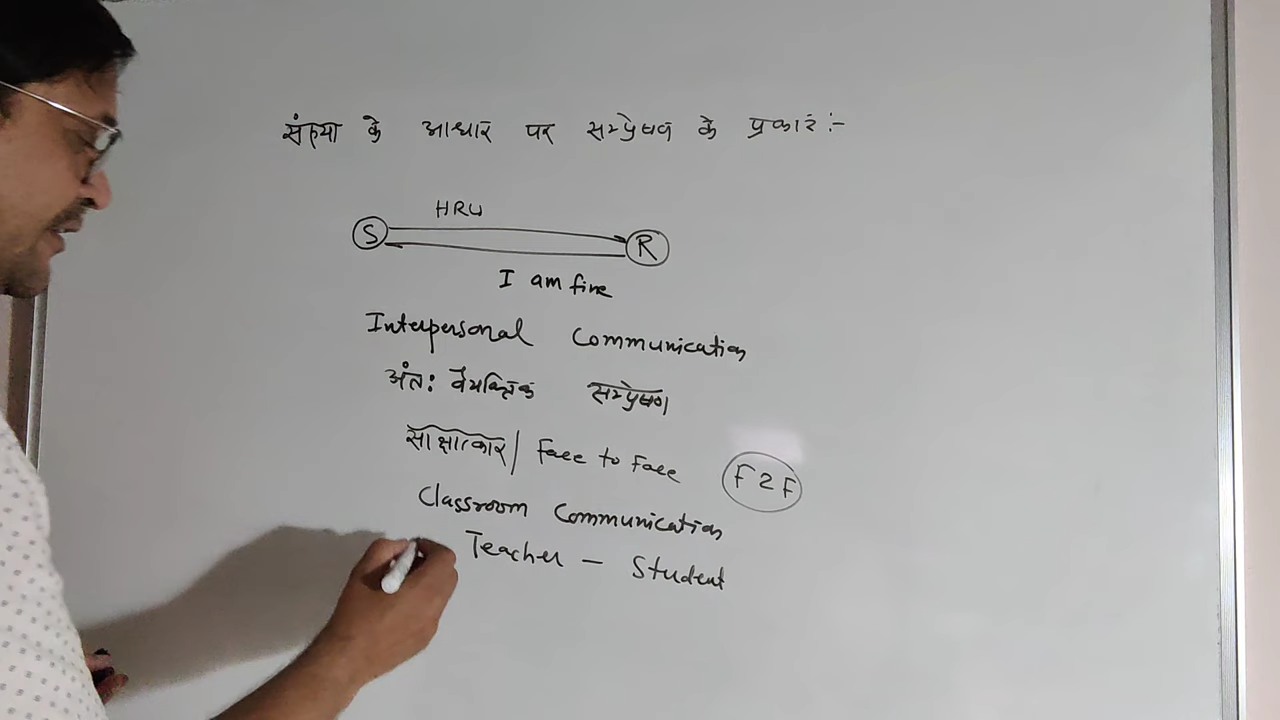 संख्या के आधार पर सम्प्रेषण के प्रकार :-
HRU
S R
I am fine
Interpersonal Communication
अंत: वैयक्तिक सम्प्रेषण
साक्षात्कार | Face to Face F2F
Classroom Communication
Teacher - Student